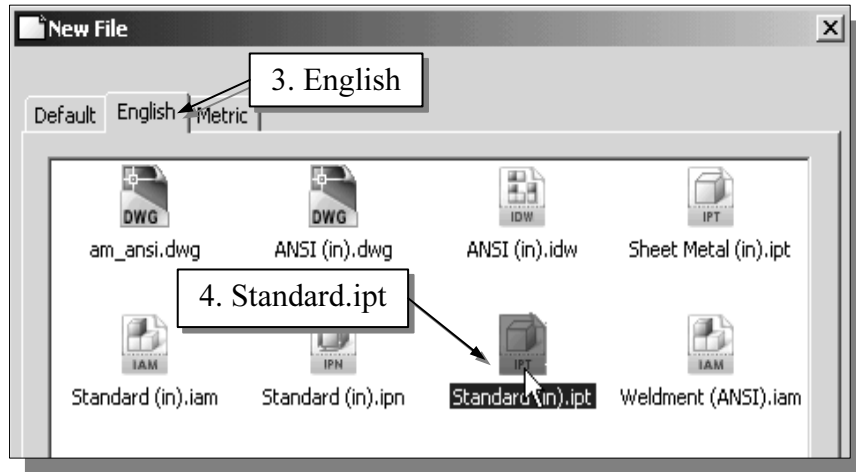 New File
3. English
Default English Metric
DWG DWG IDW IPT
am_ansi.dwg ANSI (in).dwg ANSI (in).idw Sheet Metal (in).ipt
4. Standard.ipt
IAM IPN IPT IAM
Standard (in).iam Standard (in).ipn Standard (in).ipt Weldment (ANSI).iam